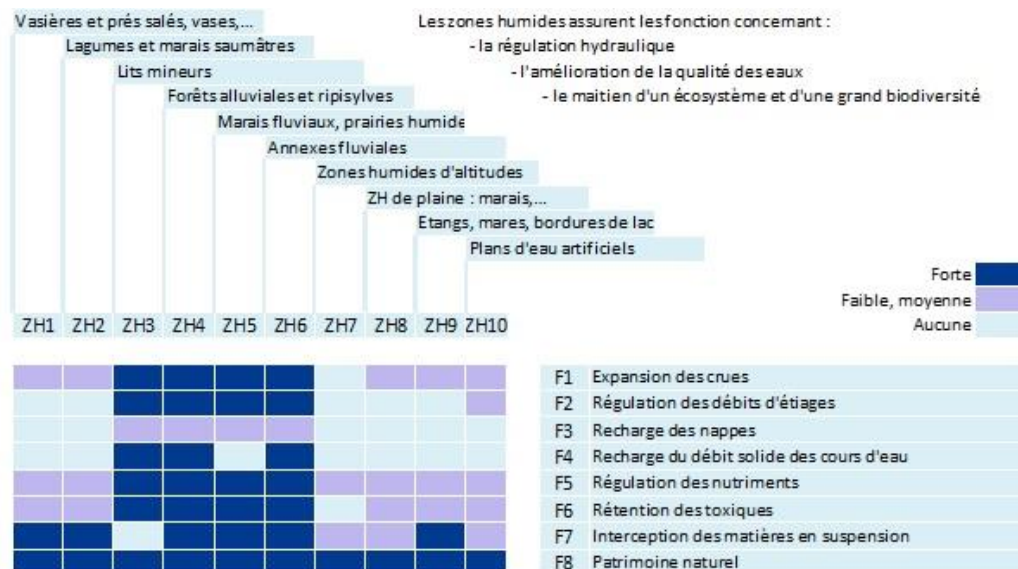 Vasières et prés salés, vases,...
Lagumes et marais saumâtres
Lits mineurs
Forêts alluviales et ripisylves
Marais fluviaux, prairies humide
Annexes fluviales
Zones humides d'altitudes
ZH de plaine : marais,...
Etangs, mares, bordures de lac
Plans d'eau artificiels
Les zones humides assurent les fonction concernant :
- la régulation hydraulique
- l'amélioration de la qualité des eaux
- le maitien d'un écosystème et d'une grand biodiversité
Forte
Faible, moyenne
Aucune
ZH1 ZH2 ZH3 ZH4 ZH5 ZH6 ZH7 ZH8 ZH9 ZH10
F1 Expansion des crues
F2 Régulation des débits d'étiages
F3 Recharge des nappes
F4 Recharge du débit solide des cours d'eau
F5 Régulation des nutriments
F6 Rétention des toxiques
F7 Interception des matières en suspension
F8 Patrimoine naturel